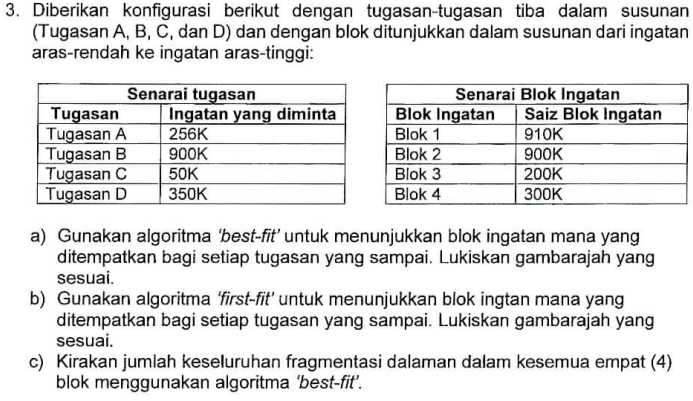 3. Diberikan konfigurasi berikut dengan tugasan-tugasan tiba dalam susunan
(Tugasan A, B, C, dan D) dan dengan blok ditunjukkan dalam susunan dari ingatan
aras-rendah ke ingatan aras-tinggi:
Senarai tugasan
Tugasan Ingatan yang diminta
Tugasan A 256K
Tugasan B 900K
Tugasan C 50K
Tugasan D 350K
Senarai Blok Ingatan
Blok Ingatan Saiz Blok Ingatan
Blok 1 910K
Blok 2 900K
Blok 3 200K
Blok 4 300K
a) Gunakan algoritma 'best-fit' untuk menunjukkan blok ingatan mana yang
ditempatkan bagi setiap tugasan yang sampai. Lukiskan gambarajah yang
sesuai.
b) Gunakan algoritma 'first-fit' untuk menunjukkan blok ingtan mana yang
ditempatkan bagi setiap tugasan yang sampai. Lukiskan gambarajah yang
sesuai.
c) Kirakan jumlah keseluruhan fragmentasi dalaman dalam kesemua empat (4)
blok menggunakan algoritma 'best-fit'.